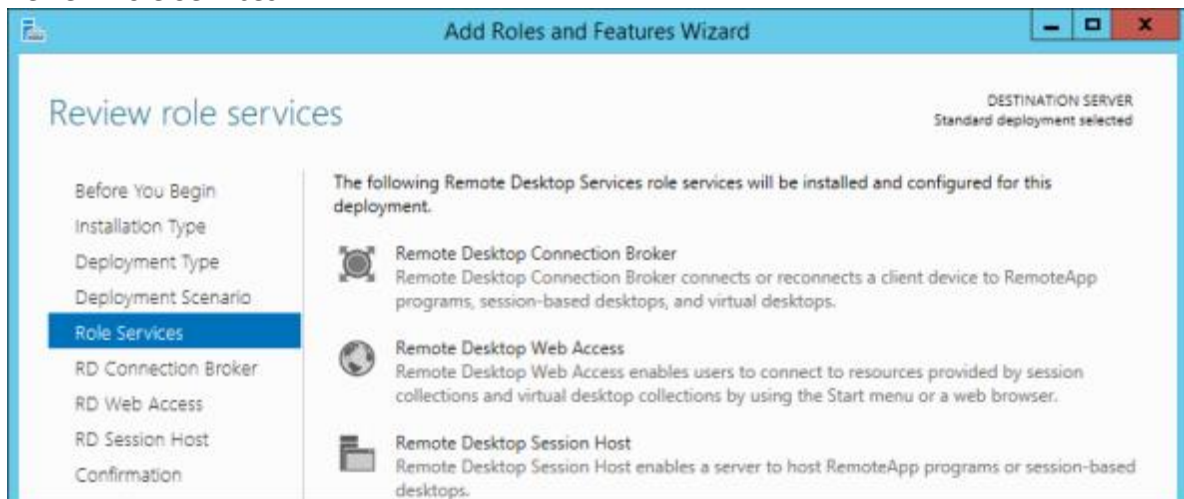 Add Roles and Features Wizard
Review role services
DESTINATION SERVER
Standard deployment selected
Before You Begin
Installation Type
Deployment Type
Deployment Scenario
Role Services
RD Connection Broker
RD Web Access
RD Session Host
Confirmation
The following Remote Desktop Services role services will be installed and configured for this
deployment.
Remote Desktop Connection Broker
Remote Desktop Connection Broker connects or reconnects a client device to RemoteApp
programs, session-based desktops, and virtual desktops.
Remote Desktop Web Access
Remote Desktop Web Access enables users to connect to resources provided by session
collections and virtual desktop collections by using the Start menu or a web browser.
Remote Desktop Session Host
Remote Desktop Session Host enables a server to host RemoteApp programs or session-based
desktops.